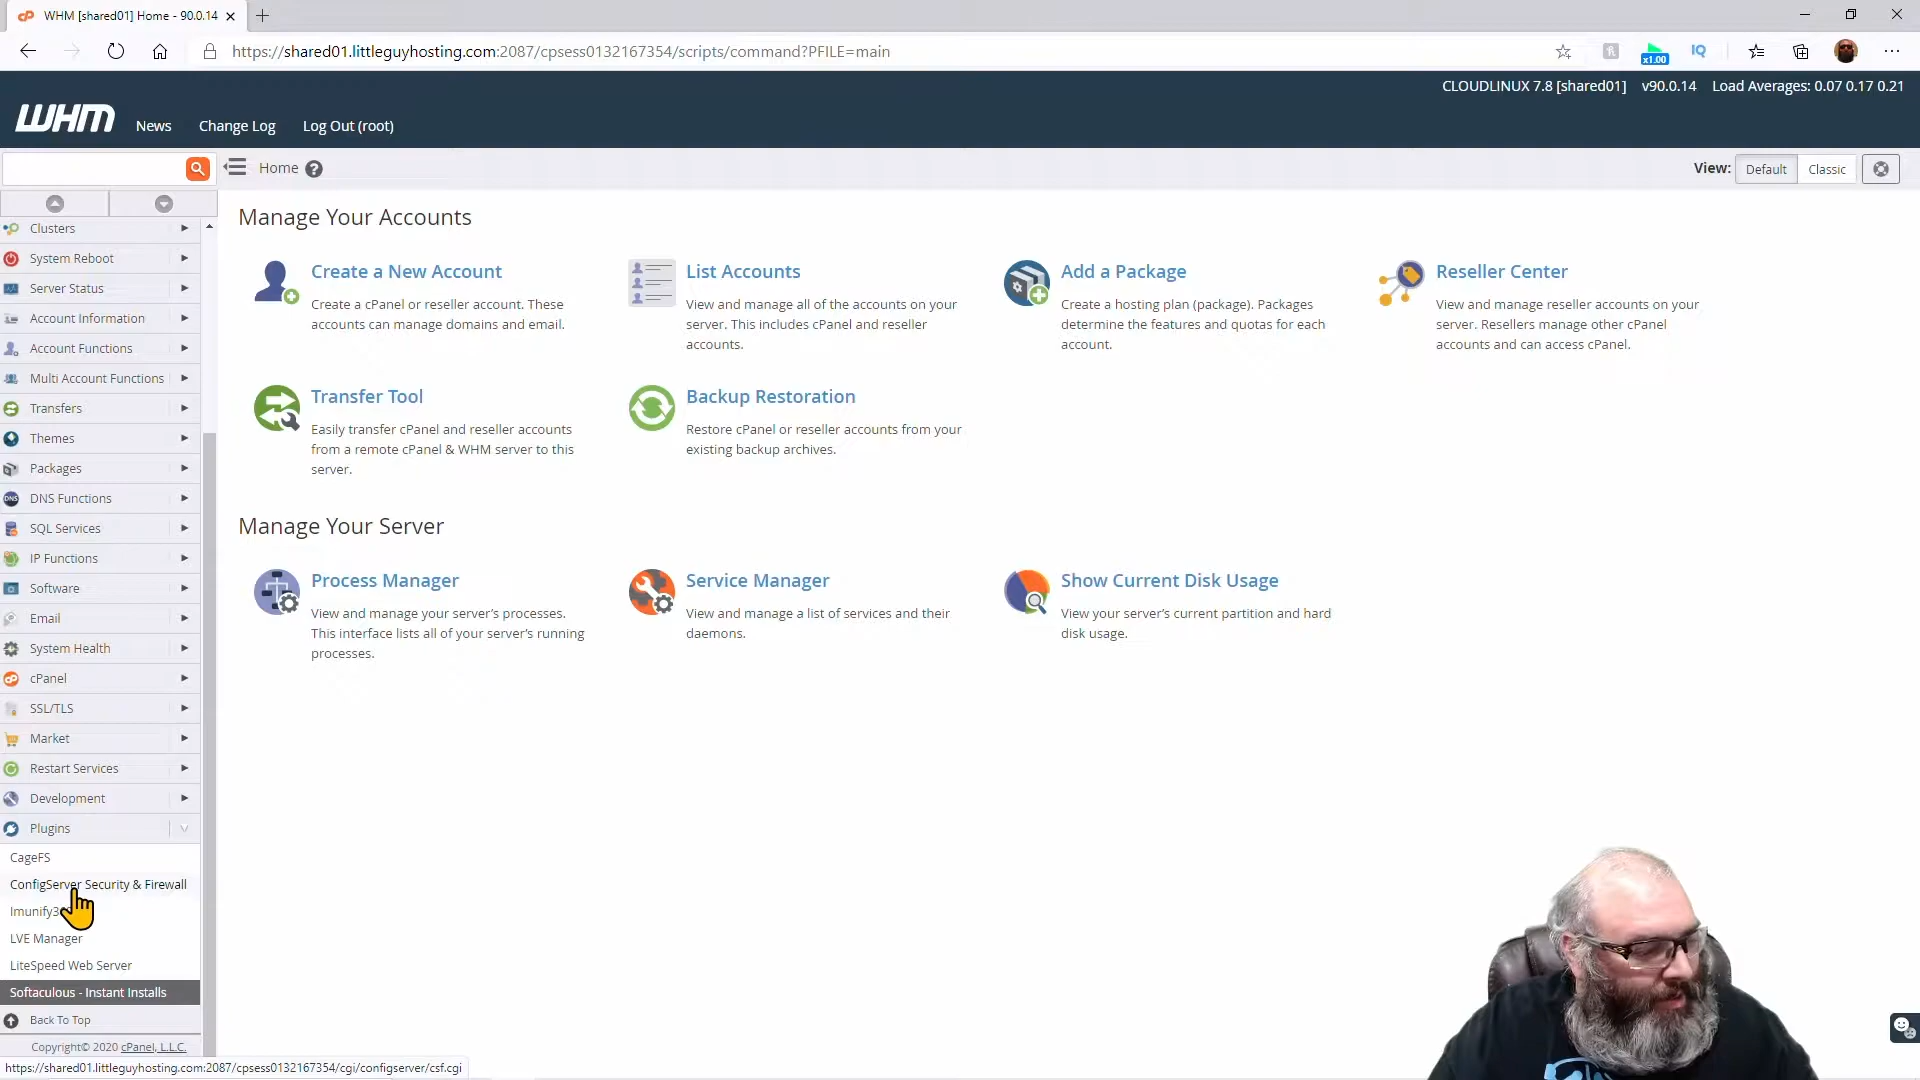 WHM [shared01] Home - 90.0.14
https://shared01.littleguyhosting.com:2087/cpsess0132167354/scripts/command?PFILE=main
x1.00
IQ
CLOUDLINUX 7.8 [shared01] v90.0.14 Load Averages: 0.07 0.17 0.21
WHM
News
Change Log
Log Out (root)
Home
View:
Default
Classic
Clusters
System Reboot
Server Status
Account Information
Account Functions
Multi Account Functions
Transfers
Themes
Packages
DNS Functions
SQL Services
IP Functions
Software
Email
System Health
cPanel
SSL/TLS
Market
Restart Services
Development
Plugins
CageFS
ConfigServer Security & Firewall
LVE Manager
LiteSpeed Web Server
Softaculous - Instant Installs
Back To Top
Copyright© 2020 cPanel, L.L.C.
https://shared01.littleguyhosting.com:2087/cpsess0132167354/cgi/configserver/csf.cgi
Manage Your Accounts
Create a New Account
Create a cPanel or reseller account. These
accounts can manage domains and email.
List Accounts
View and manage all of the accounts on your
server. This includes cPanel and reseller
accounts.
Add a Package
Create a hosting plan (package). Packages
determine the features and quotas for each
account.
Reseller Center
View and manage reseller accounts on your
server. Resellers manage other cPanel
accounts and can access cPanel.
Transfer Tool
Easily transfer cPanel and reseller accounts
from a remote cPanel & WHM server to this
server.
Backup Restoration
Restore cPanel or reseller accounts from your
existing backup archives.
Manage Your Server
Process Manager
View and manage your server's processes.
This interface lists all of your server's running
processes.
Service Manager
View and manage a list of services and their
daemons.
Show Current Disk Usage
View your server's current partition and hard
disk usage.